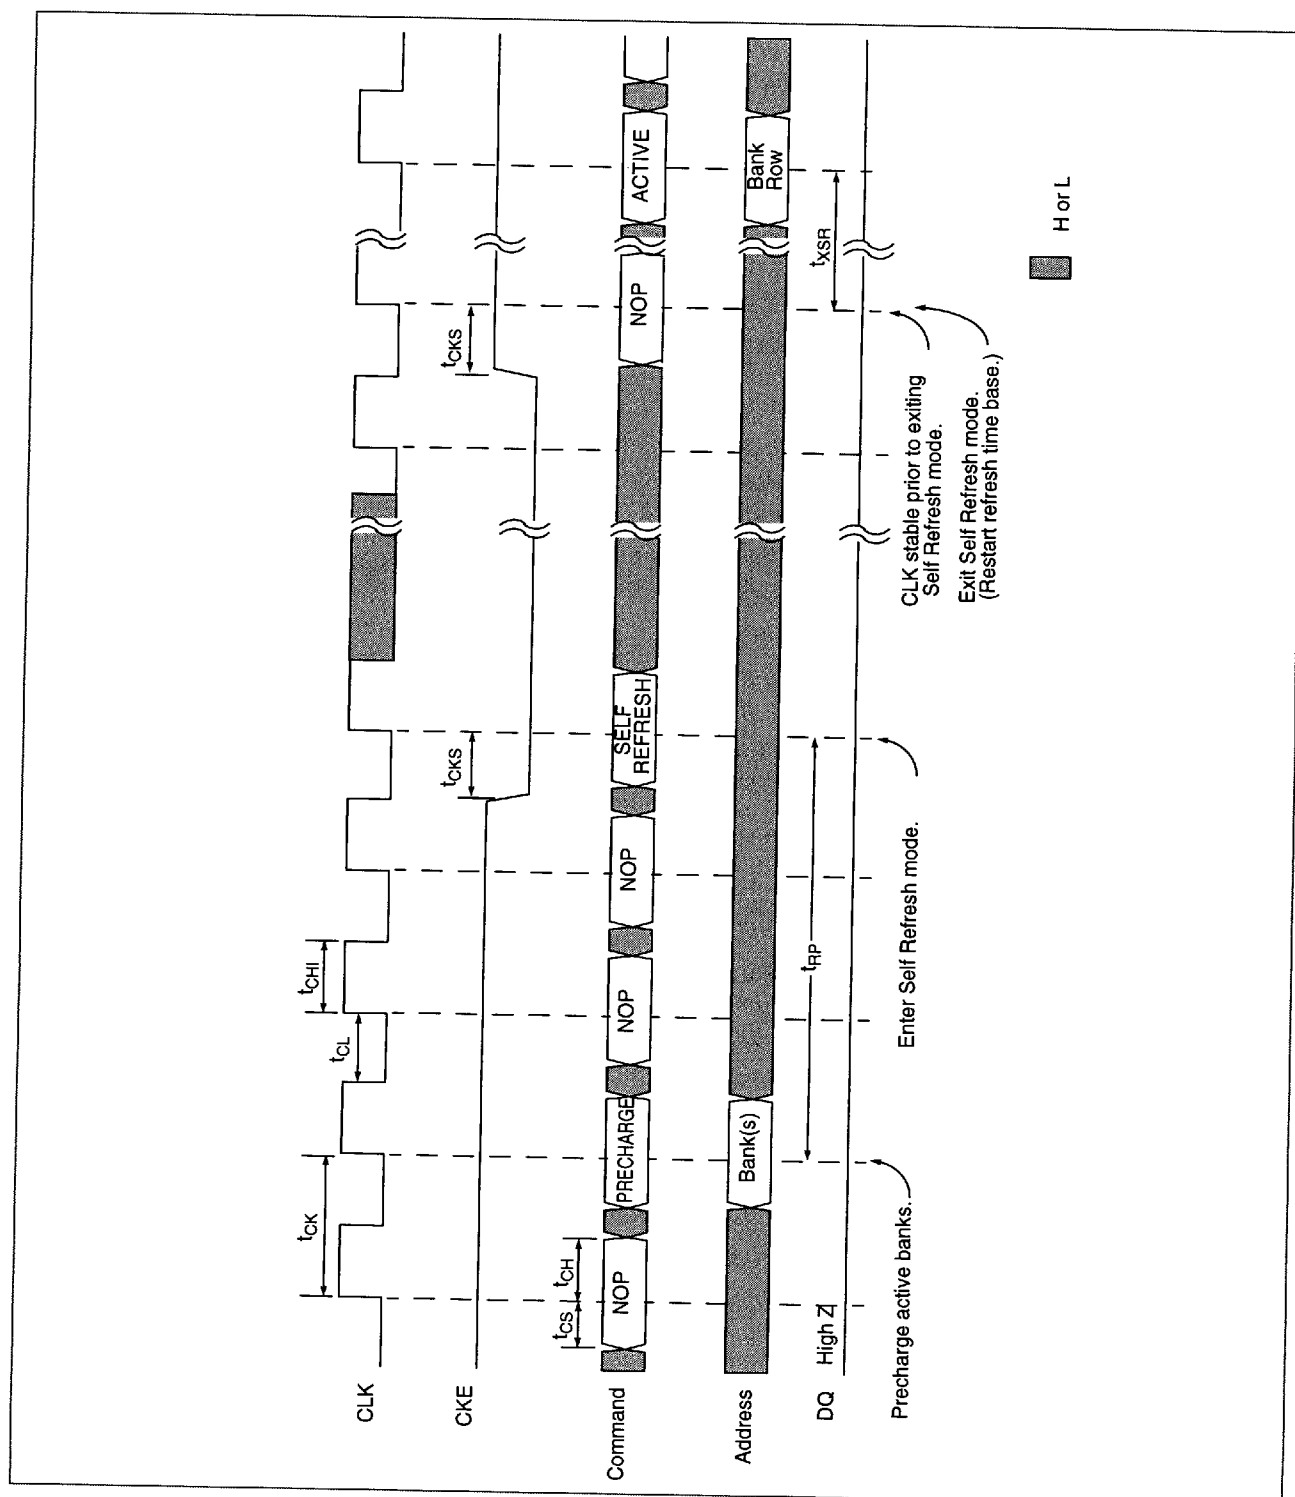 CLK
tCK
tCL
tCHI
CKE
tCKS
tCKS
Command
tCS
tCH
NOP
PRECHARGE
NOP
NOP
SELF
REFRESH
NOP
ACTIVE
Address
Bank(s)
Bank
Row
DQ
High Z
tRP
tXSR
Precharge active banks.
Enter Self Refresh mode.
CLK stable prior to exiting
Self Refresh mode.
Exit Self Refresh mode.
(Restart refresh time base.)
H or L